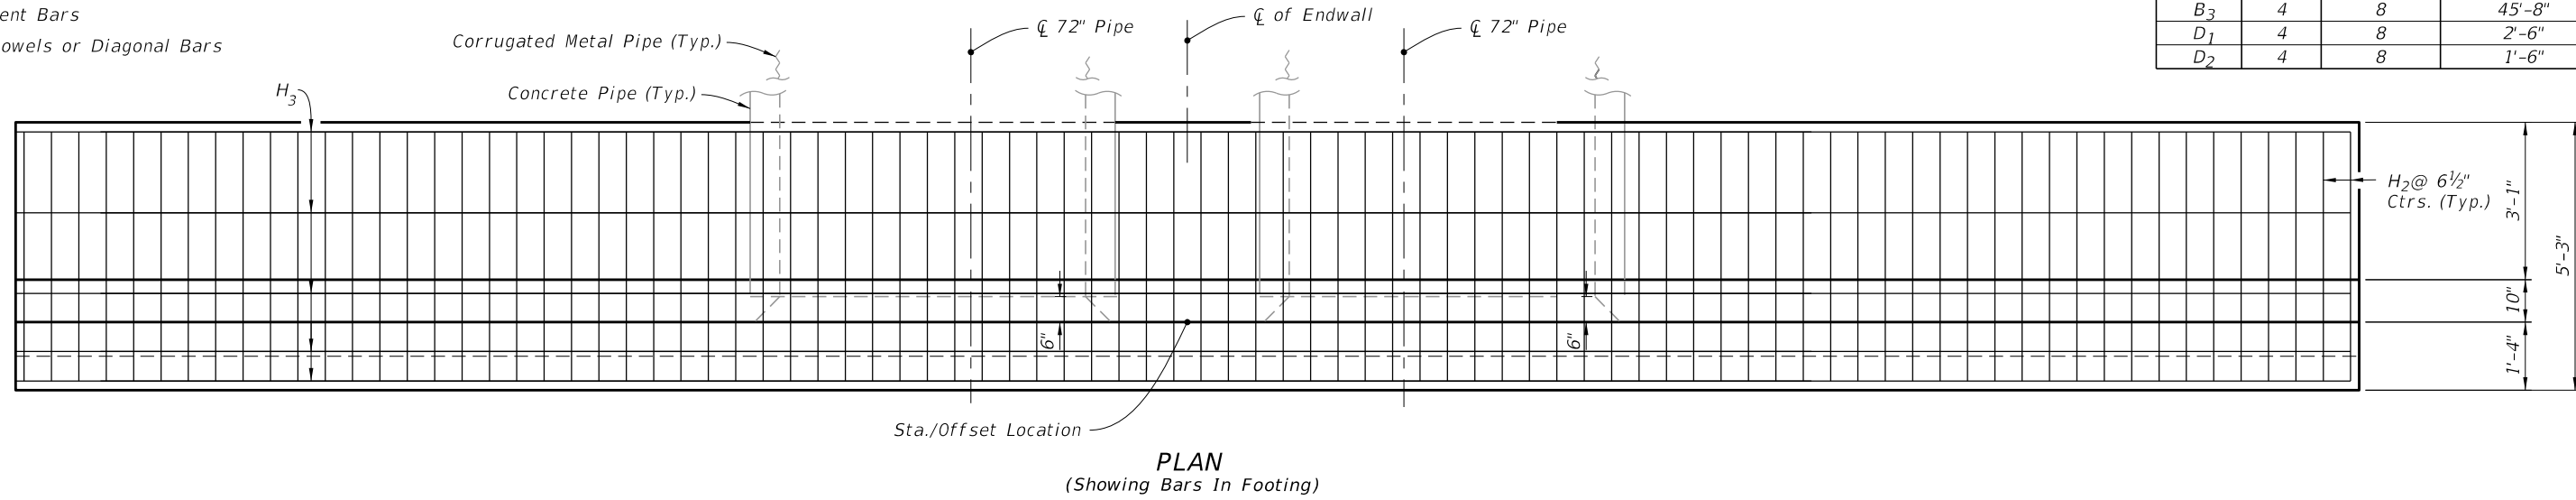 ent Bars
owels or Diagonal Bars
Corrugated Metal Pipe (Typ.)
Concrete Pipe (Typ.)
H3
℄ 72" Pipe
℄ of Endwall
℄ 72" Pipe
B3 4 8 45'-8"
D1 4 8 2'-6"
D2 4 8 1'-6"
H2@ 6½"
Ctrs. (Typ.)
3'-1"
10"
1'-4"
5'-3"
6"
6"
Sta./Offset Location
PLAN
(Showing Bars In Footing)